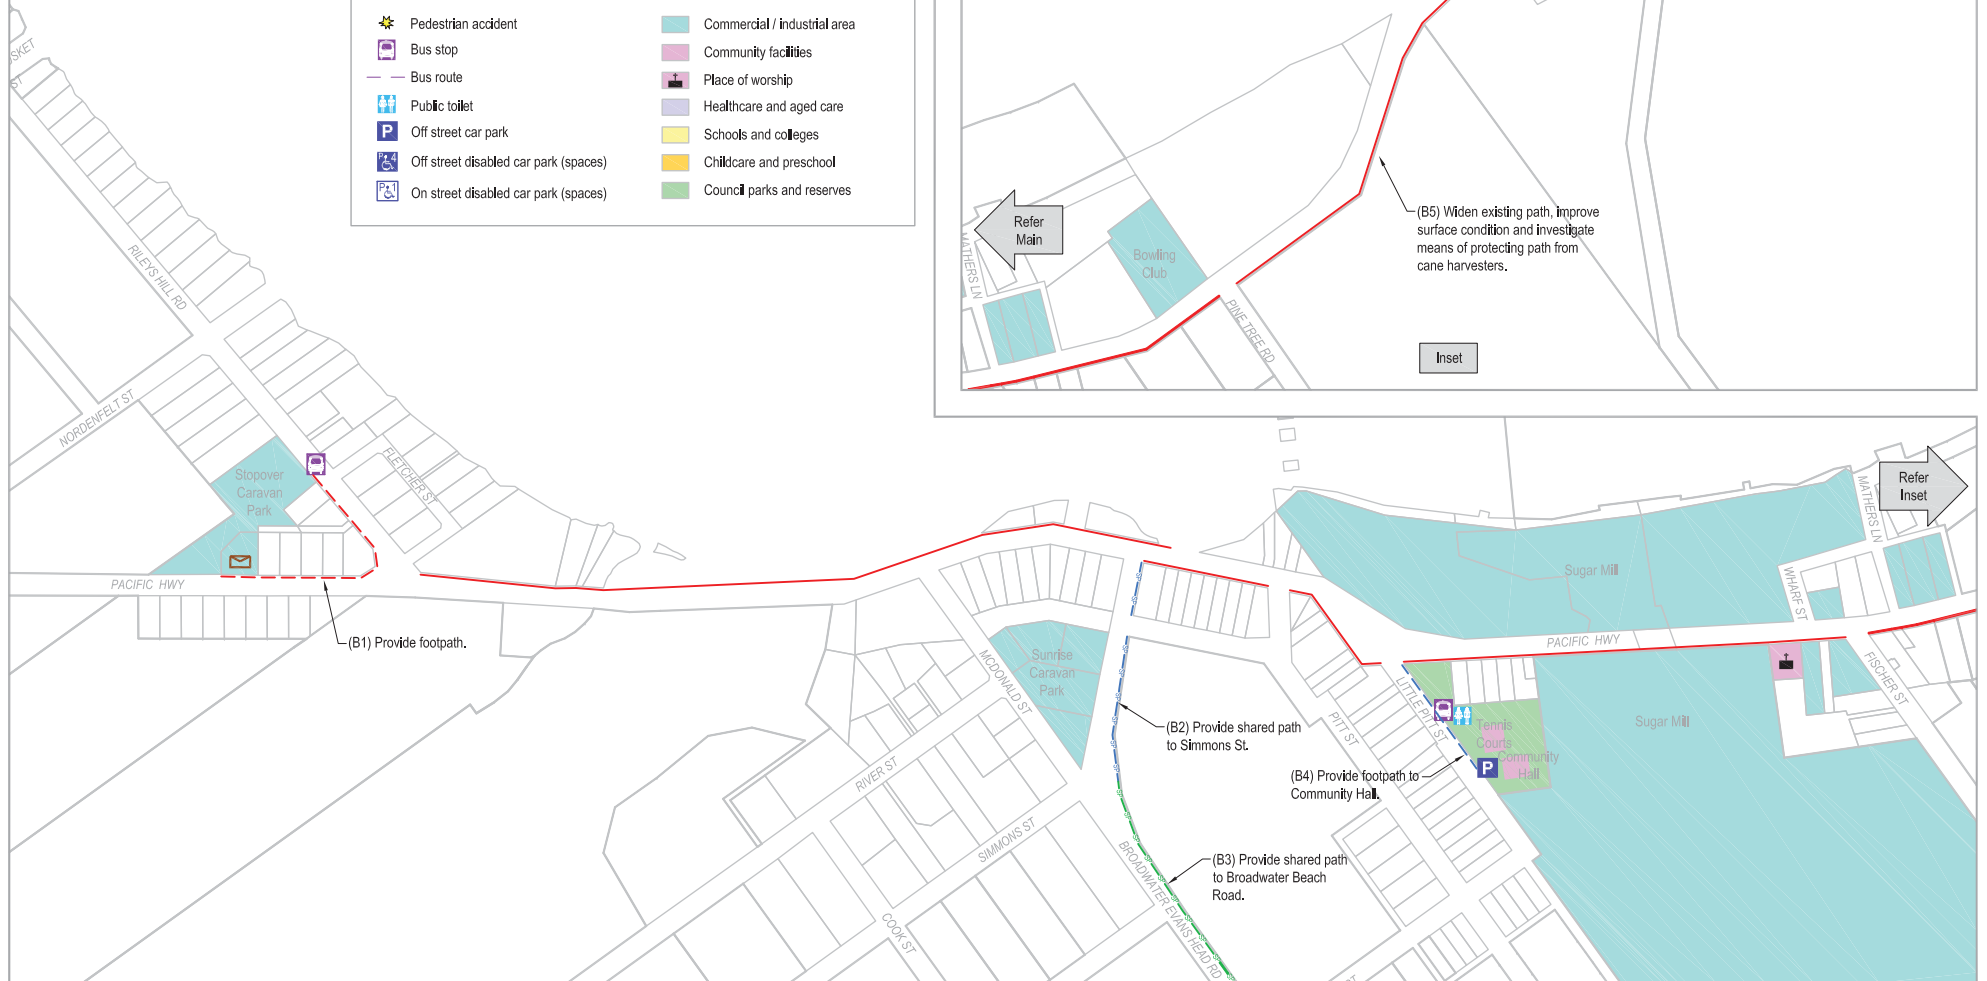 Pedestrian accident
Bus stop
Bus route
Public toilet
P
Off street car park
P 4
Off street disabled car park (spaces)
P 1
On street disabled car park (spaces)
Commercial / industrial area
Community facilities
Place of worship
Healthcare and aged care
Schools and colleges
Childcare and preschool
Council parks and reserves
ST
RILEYS HILL RD
NORDENFELT ST
FLETCHER ST
Stopover
Caravan
Park
PACIFIC HWY
(B1) Provide footpath.
Refer
Main
MATHERS LN
Bowling
Club
PINE TREE RD
(B5) Widen existing path, improve
surface condition and investigate
means of protecting path from
cane harvesters.
Inset
Refer
Inset
MATHERS LN
WHARF ST
Sugar Mill
PACIFIC HWY
FISCHER ST
Sugar Mill
Sunrise
Caravan
Park
MCDONALD ST
(B2) Provide shared path
to Simmons St.
PITT ST
LITTLE PITT ST
Tennis
Courts
Community
Hall
P
(B4) Provide footpath to
Community Hall.
RIVER ST
SIMMONS ST
COOK ST
BROADWATER EVANS HEAD RD
(B3) Provide shared path
to Broadwater Beach
Road.